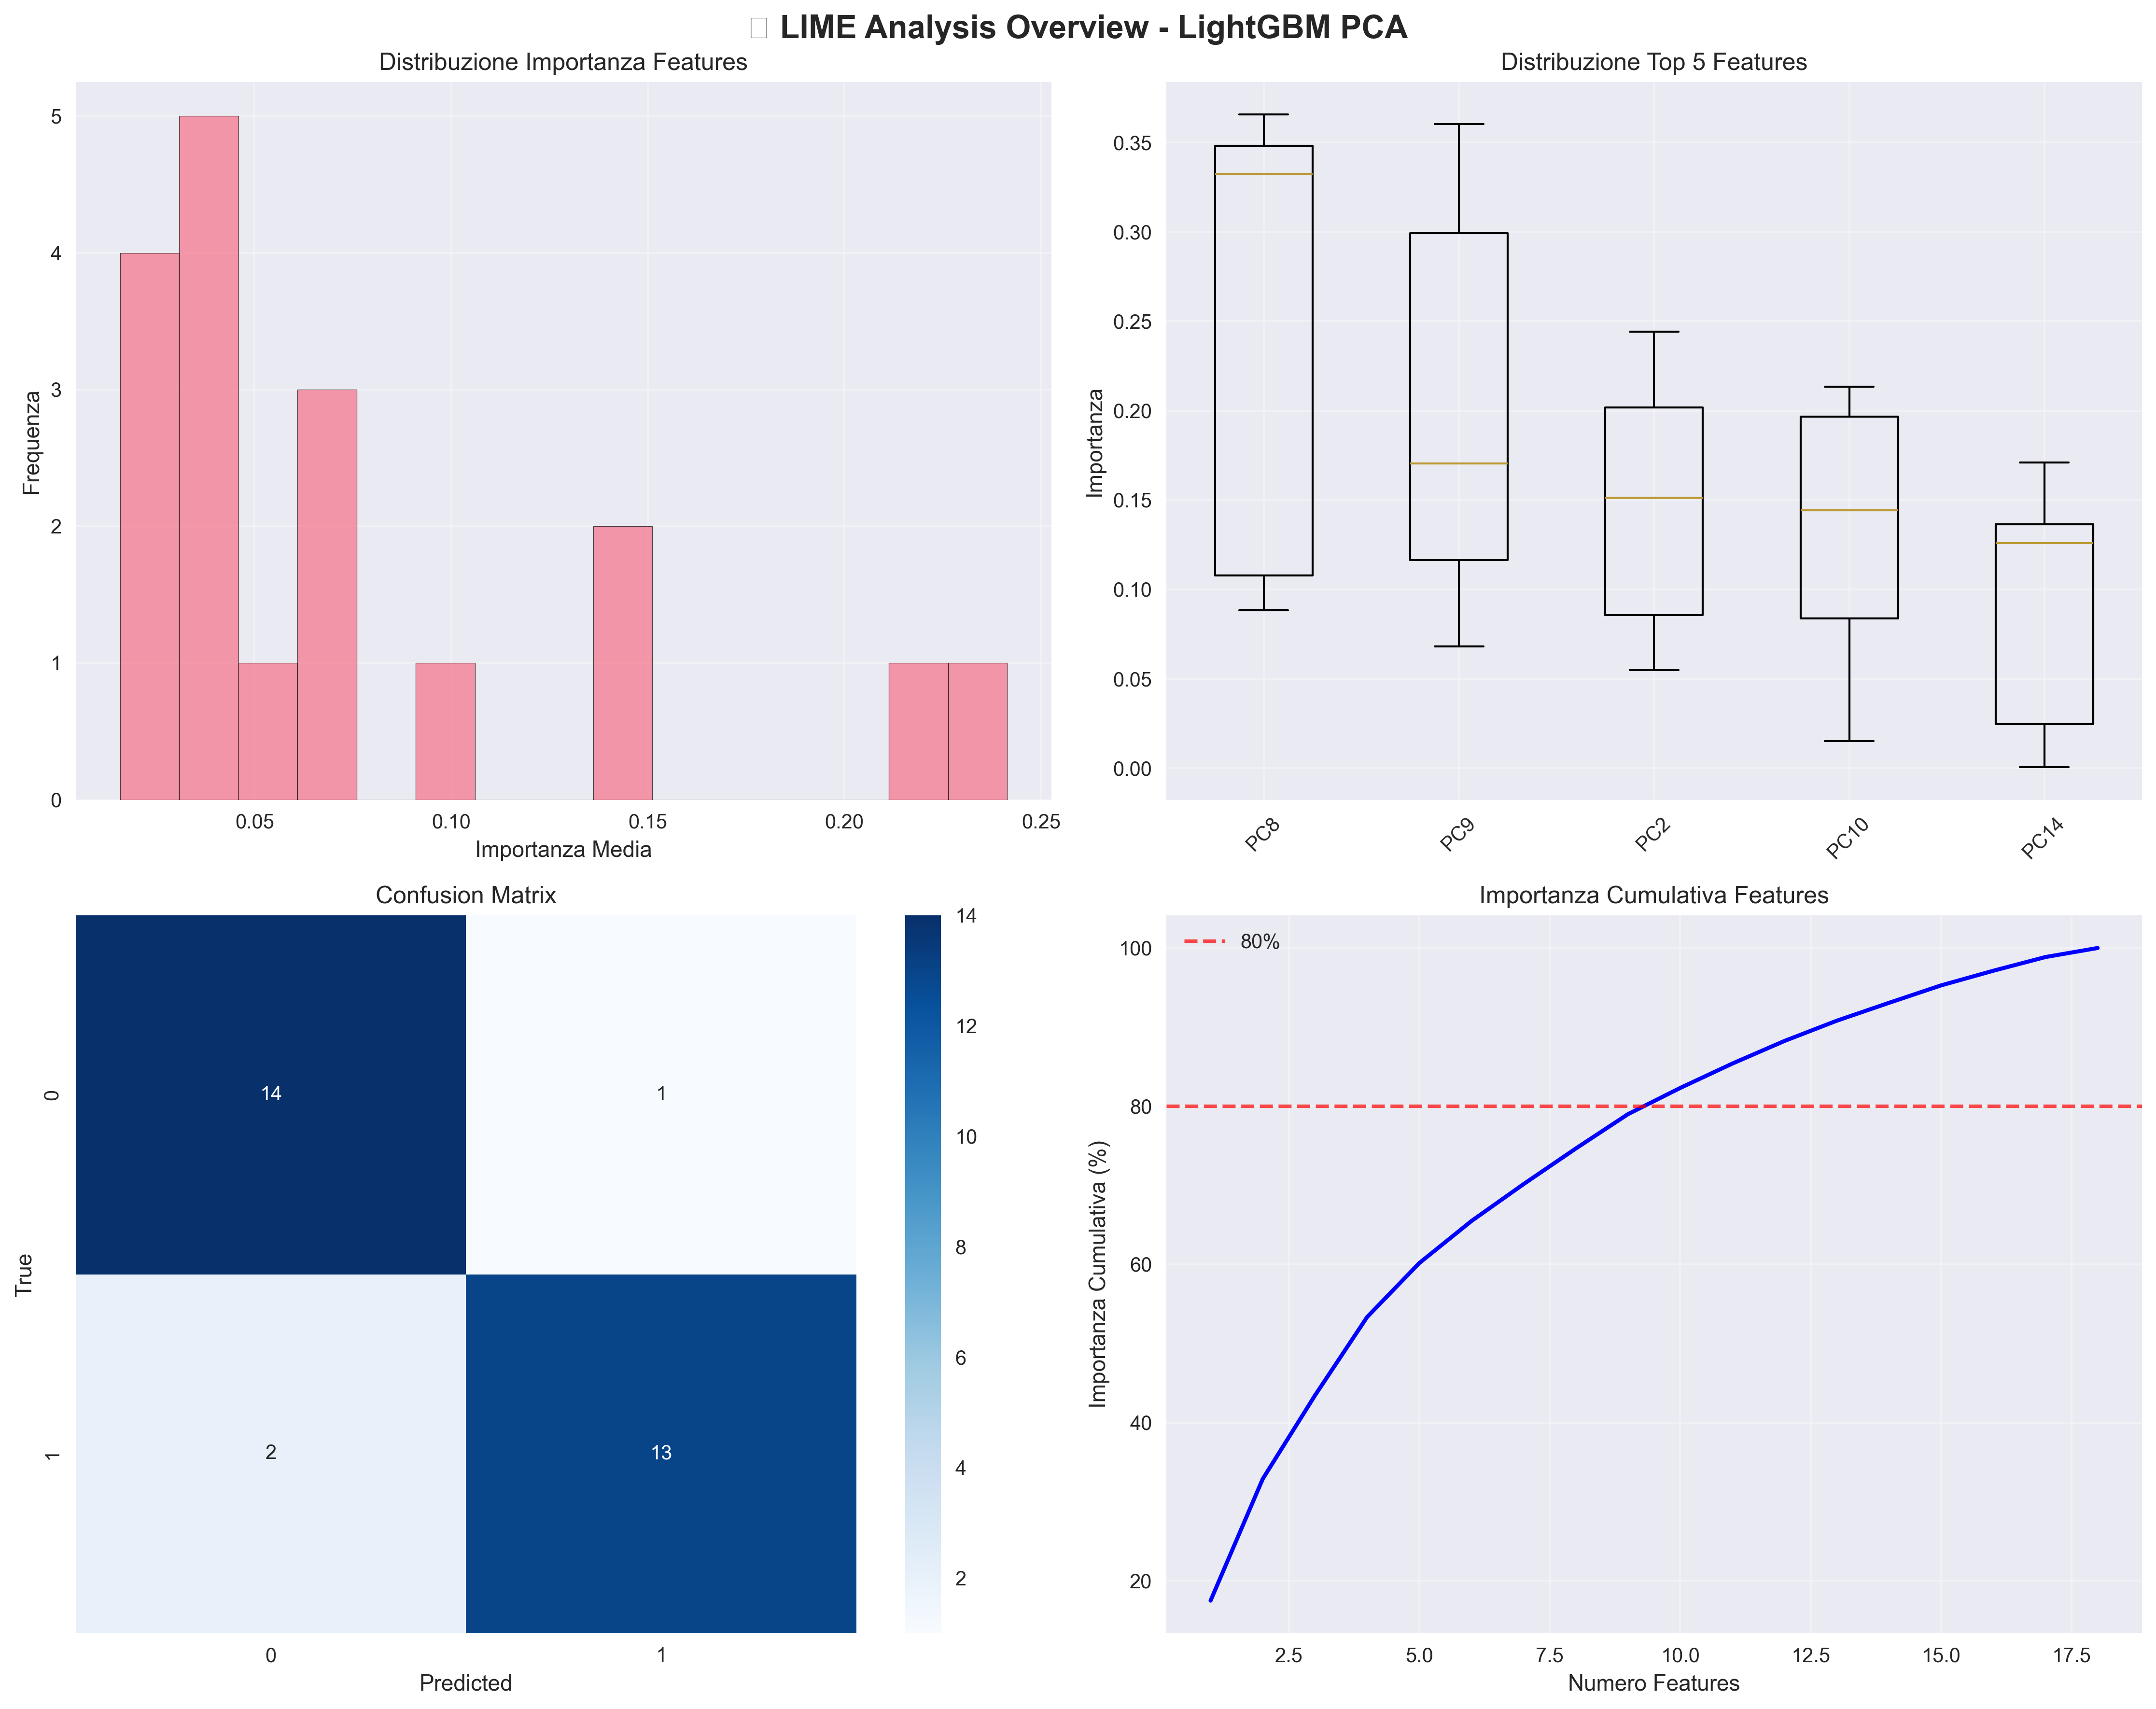 LIME Analysis Overview - LightGBM PCA
Distribuzione Importanza Features
Frequenza
5
4
3
2
1
0
0.05 0.10 0.15 0.20 0.25
Importanza Media
Distribuzione Top 5 Features
Importanza
0.35
0.30
0.25
0.20
0.15
0.10
0.05
0.00
PC8 PC9 PC2 PC10 PC14
Confusion Matrix
True
0
1
14 1
2 13
0 1
Predicted
14
12
10
8
6
4
2
Importanza Cumulativa Features
80%
Importanza Cumulativa (%)
100
80
60
40
20
2.5 5.0 7.5 10.0 12.5 15.0 17.5
Numero Features